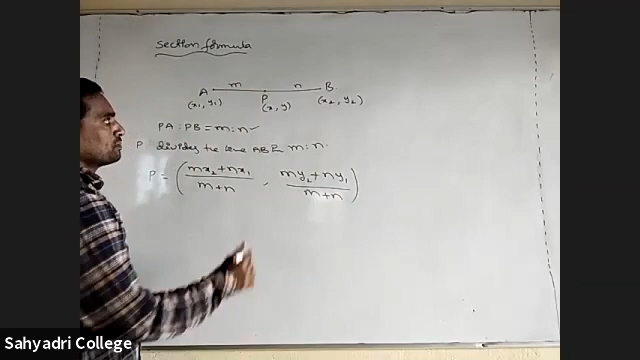 Section formula
A m n B
P
(x₁, y₁) (x, y) (x₂, y₂)
PA : PB = m : n
P divides the line AB in m : n
P = ( (mx₂ + nx₁)/(m + n) , (my₂ + ny₁)/(m + n) )
Sahyadri College